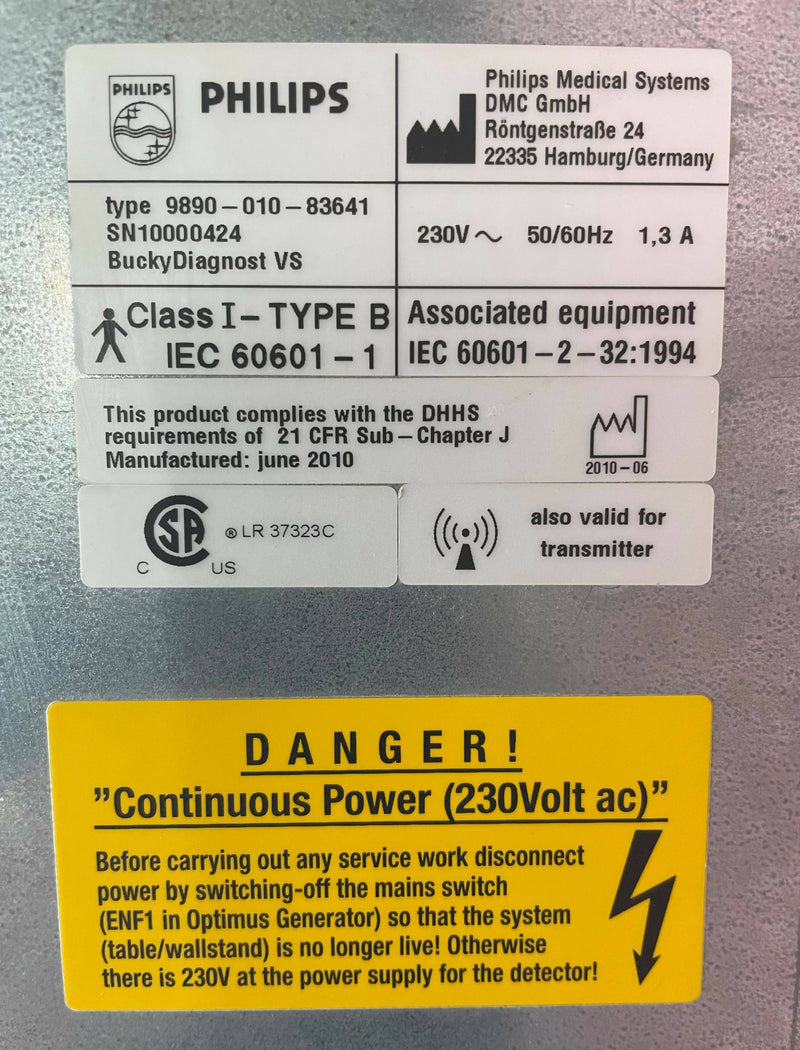 PHILIPS
PHILIPS
Philips Medical Systems
DMC GmbH
Röntgenstraße 24
22335 Hamburg/Germany
type 9890-010-83641
SN10000424
BuckyDiagnost VS
230V ~ 50/60Hz 1,3 A
Class I- TYPE B
IEC 60601-1
Associated equipment
IEC 60601-2-32:1994
This product complies with the DHHS
requirements of 21 CFR Sub-Chapter J
Manufactured: june 2010
2010-06
SA
® LR 37323C
C US
also valid for
transmitter
DANGER!
"Continuous Power (230Volt ac)"
Before carrying out any service work disconnect
power by switching-off the mains switch
(ENF1 in Optimus Generator) so that the system
(table/wallstand) is no longer live! Otherwise
there is 230V at the power supply for the detector!